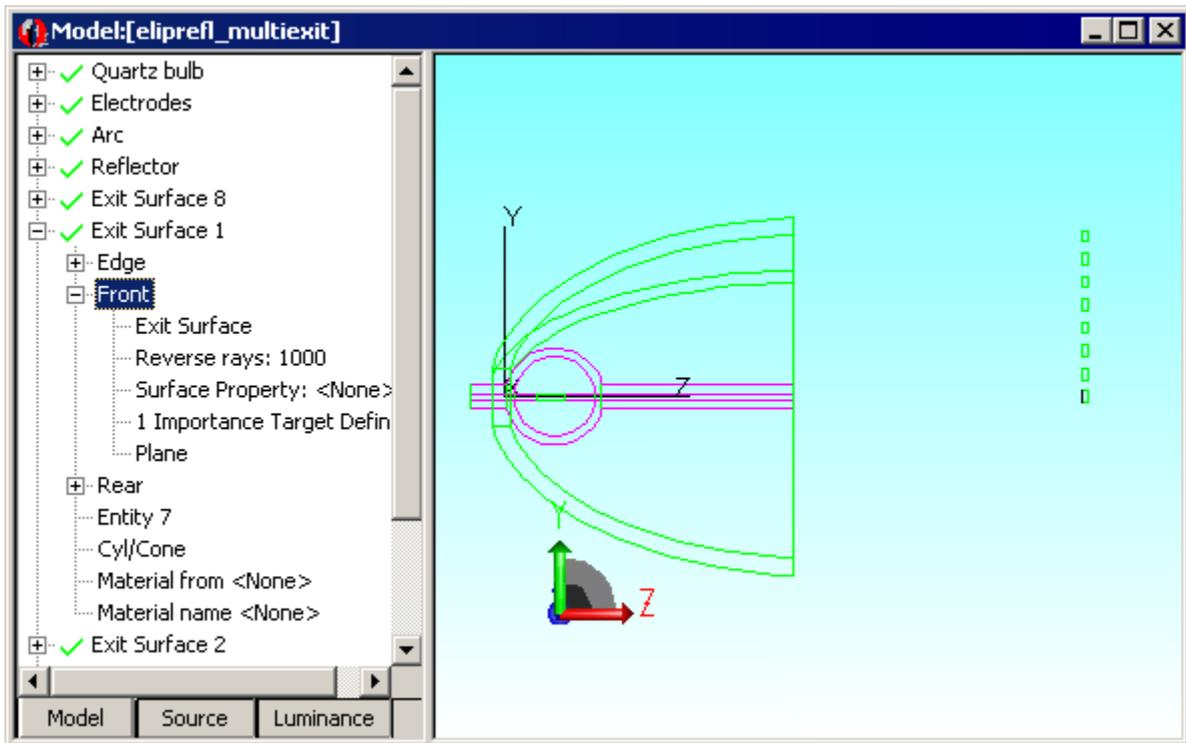 Model:[eliprefl_multiexit]
Quartz bulb
Electrodes
Arc
Reflector
Exit Surface 8
Exit Surface 1
Edge
Front
Exit Surface
Reverse rays: 1000
Surface Property: <None>
1 Importance Target Defin
Plane
Rear
Entity 7
Cyl/Cone
Material from <None>
Material name <None>
Exit Surface 2
Model Source Luminance
Y
X Z
Y
Z